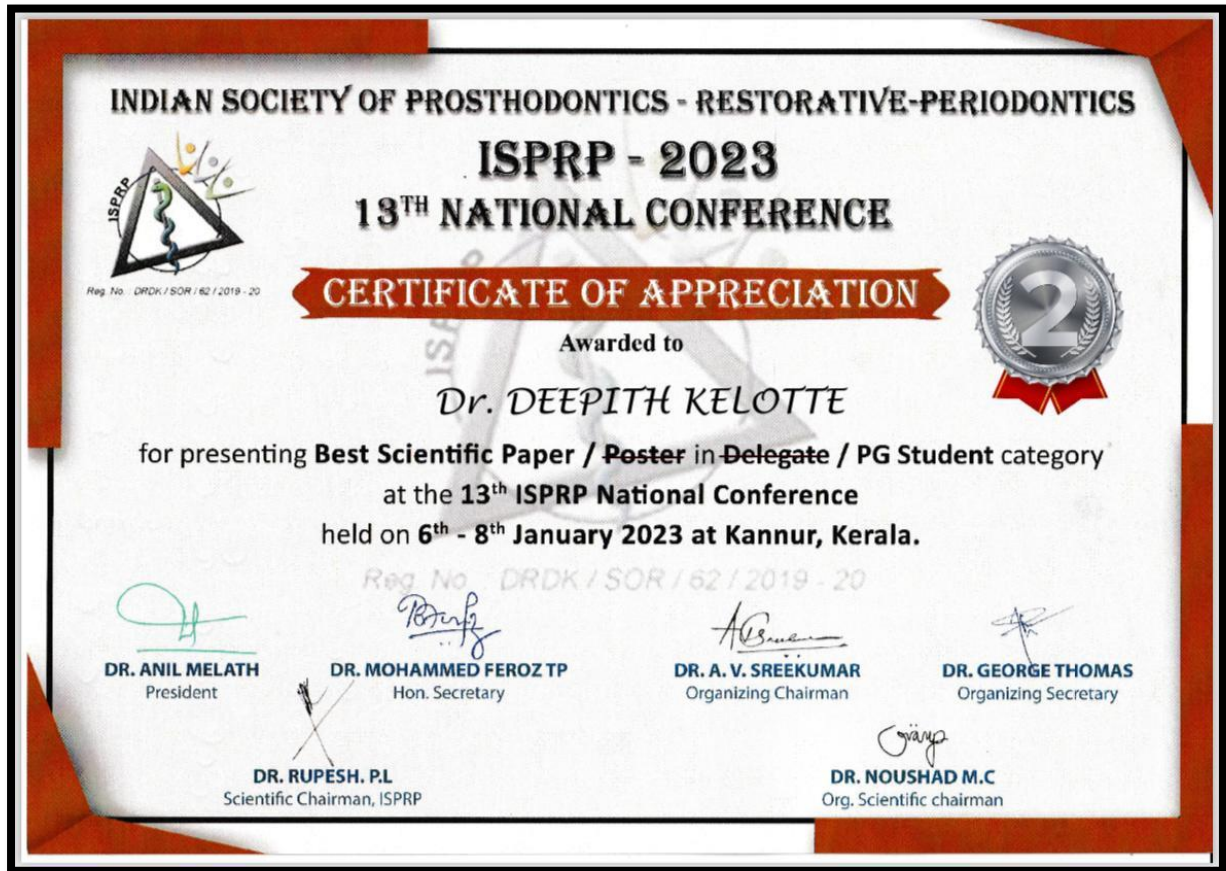 INDIAN SOCIETY OF PROSTHODONTICS - RESTORATIVE-PERIODONTICS
ISPRP - 2023
13TH NATIONAL CONFERENCE
ISPRP
Reg. No. : DRDK / SOR / 62 / 2019 - 20
CERTIFICATE OF APPRECIATION
2
Awarded to
Dr. DEEPITH KELOTTE
for presenting Best Scientific Paper / Poster in Delegate / PG Student category
at the 13th ISPRP National Conference
held on 6th - 8th January 2023 at Kannur, Kerala.
ISPRP
Reg. No DRDK / SOR / 62 / 2019 - 20
DR. ANIL MELATH
President
DR. MOHAMMED FEROZ TP
Hon. Secretary
DR. A. V. SREEKUMAR
Organizing Chairman
DR. GEORGE THOMAS
Organizing Secretary
DR. RUPESH. P.L
Scientific Chairman, ISPRP
DR. NOUSHAD M.C
Org. Scientific chairman